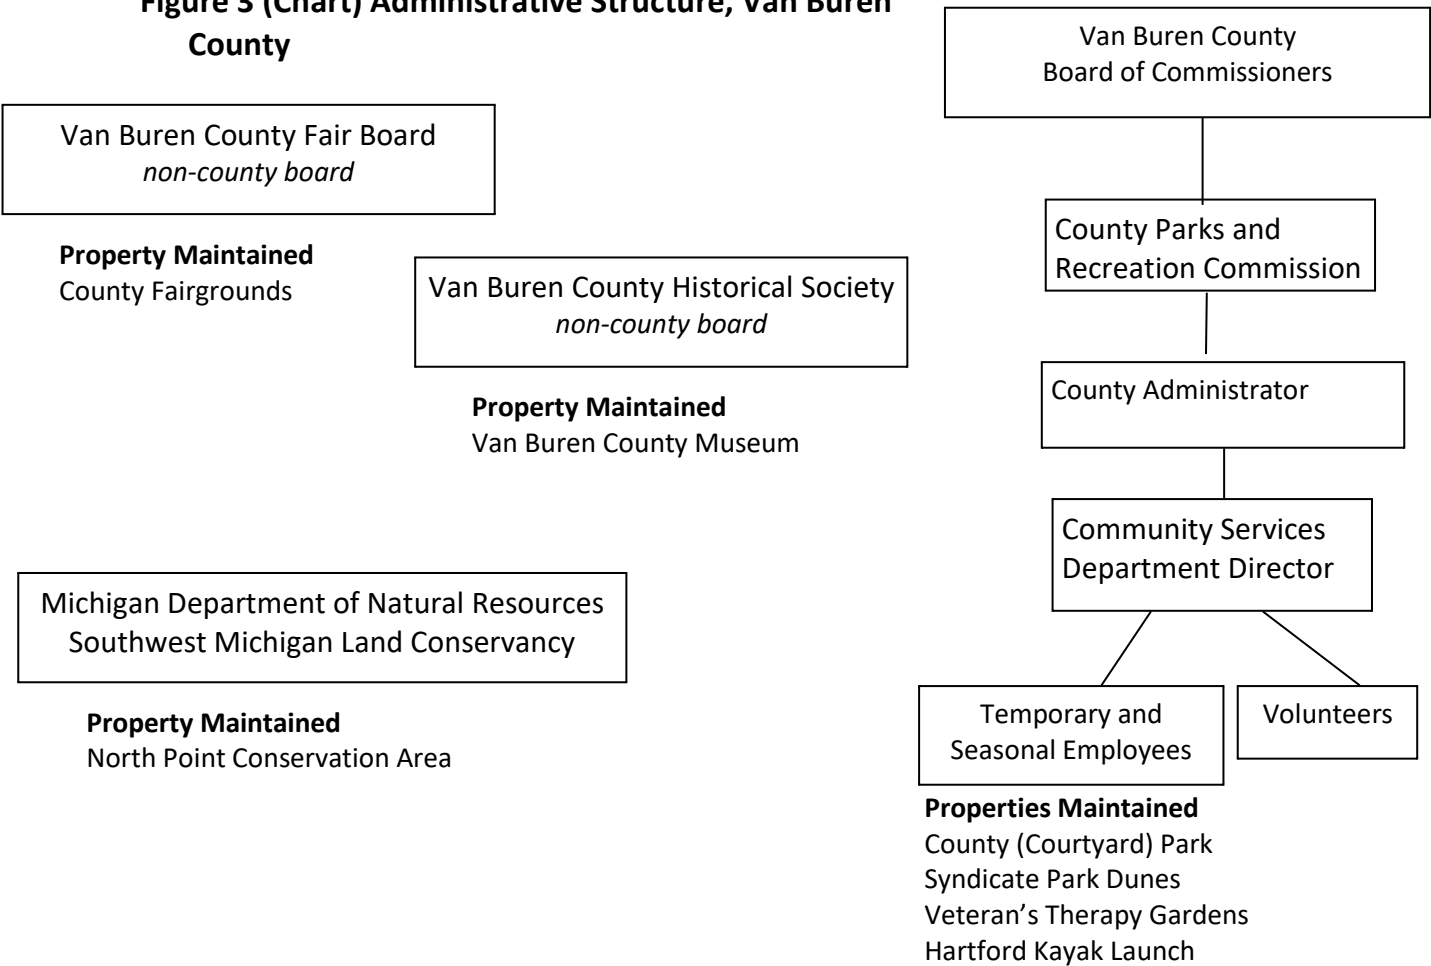 Figure 3 (Chart) Administrative Structure, Van Buren
County
Van Buren County
Board of Commissioners
Van Buren County Fair Board
non-county board
Property Maintained
County Fairgrounds
County Parks and
Recreation Commission
Van Buren County Historical Society
non-county board
Property Maintained
Van Buren County Museum
County Administrator
Community Services
Department Director
Michigan Department of Natural Resources
Southwest Michigan Land Conservancy
Property Maintained
North Point Conservation Area
Temporary and
Seasonal Employees
Volunteers
Properties Maintained
County (Courtyard) Park
Syndicate Park Dunes
Veteran’s Therapy Gardens
Hartford Kayak Launch